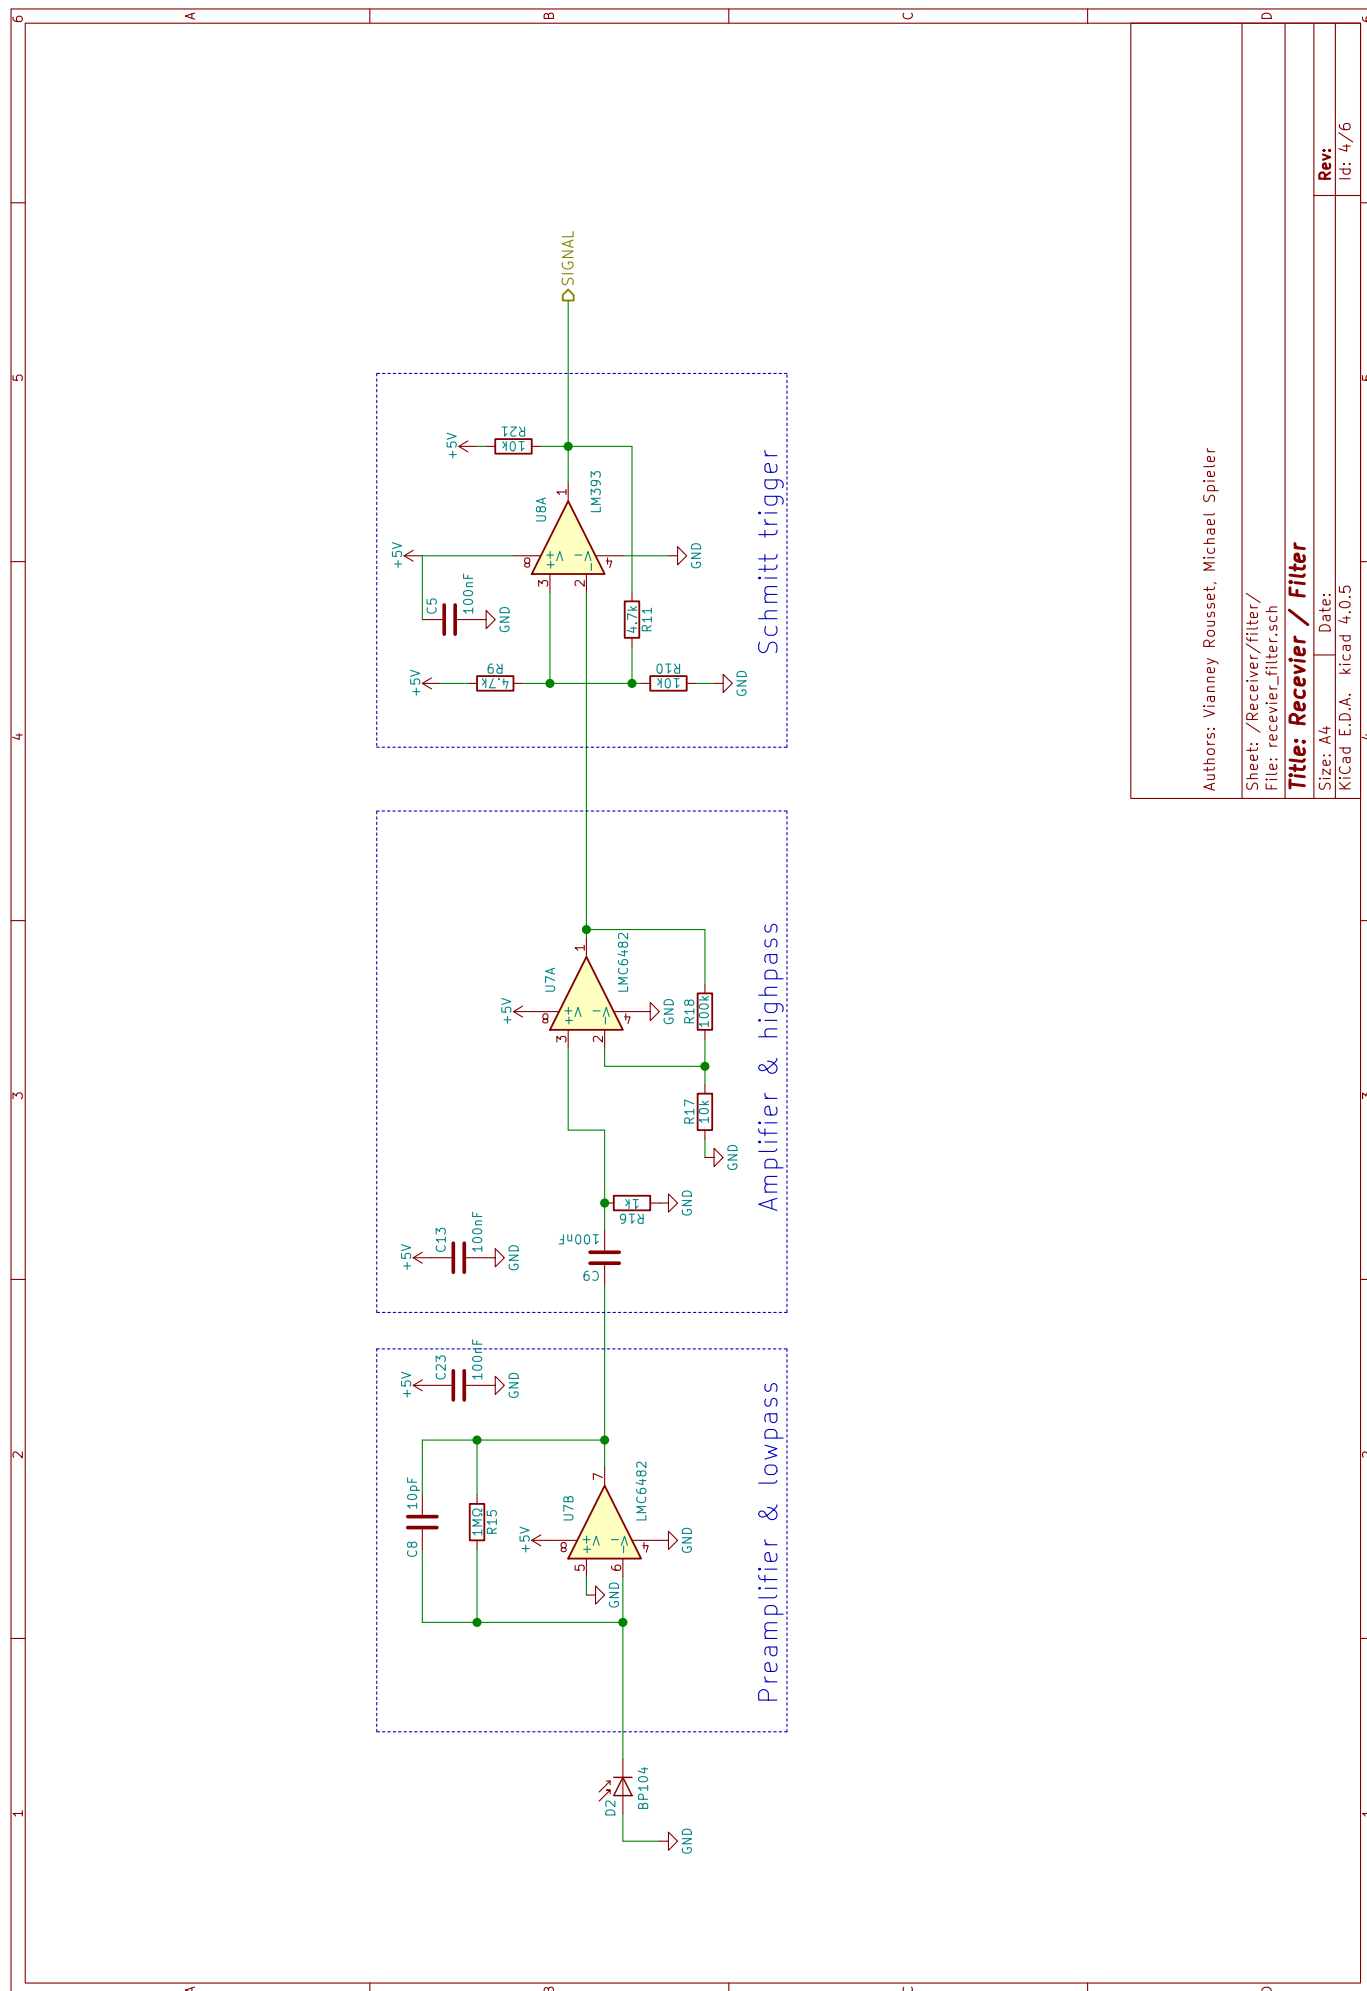 1
2
3
4
5
6
A
B
C
D
GND
D2
BP104
C8
10pF
1MΩ
R15
+5V
U7B
LMC6482
5
6
7
8
4
V+
V-
+
-
GND
GND
+5V
C23
100nF
GND
Preamplifier & lowpass
+5V
C13
100nF
GND
C9
100nF
R16
1k
GND
+5V
U7A
LMC6482
3
2
1
8
4
V+
V-
+
-
GND
R17
10k
GND
R18
100k
Amplifier & highpass
+5V
R9
4.7k
+5V
C5
100nF
GND
U8A
LM393
3
2
1
8
4
V+
V-
+
-
GND
+5V
R21
10k
4.7k
R11
R10
10k
GND
Schmitt trigger
SIGNAL
Authors: Vianney Rousset, Michael Spieler
Sheet: /Receiver/filter/
File: recevier_filter.sch
Title: Recevier / Filter
Size: A4 Date: Rev:
KiCad E.D.A. kicad 4.0.5 Id: 4/6